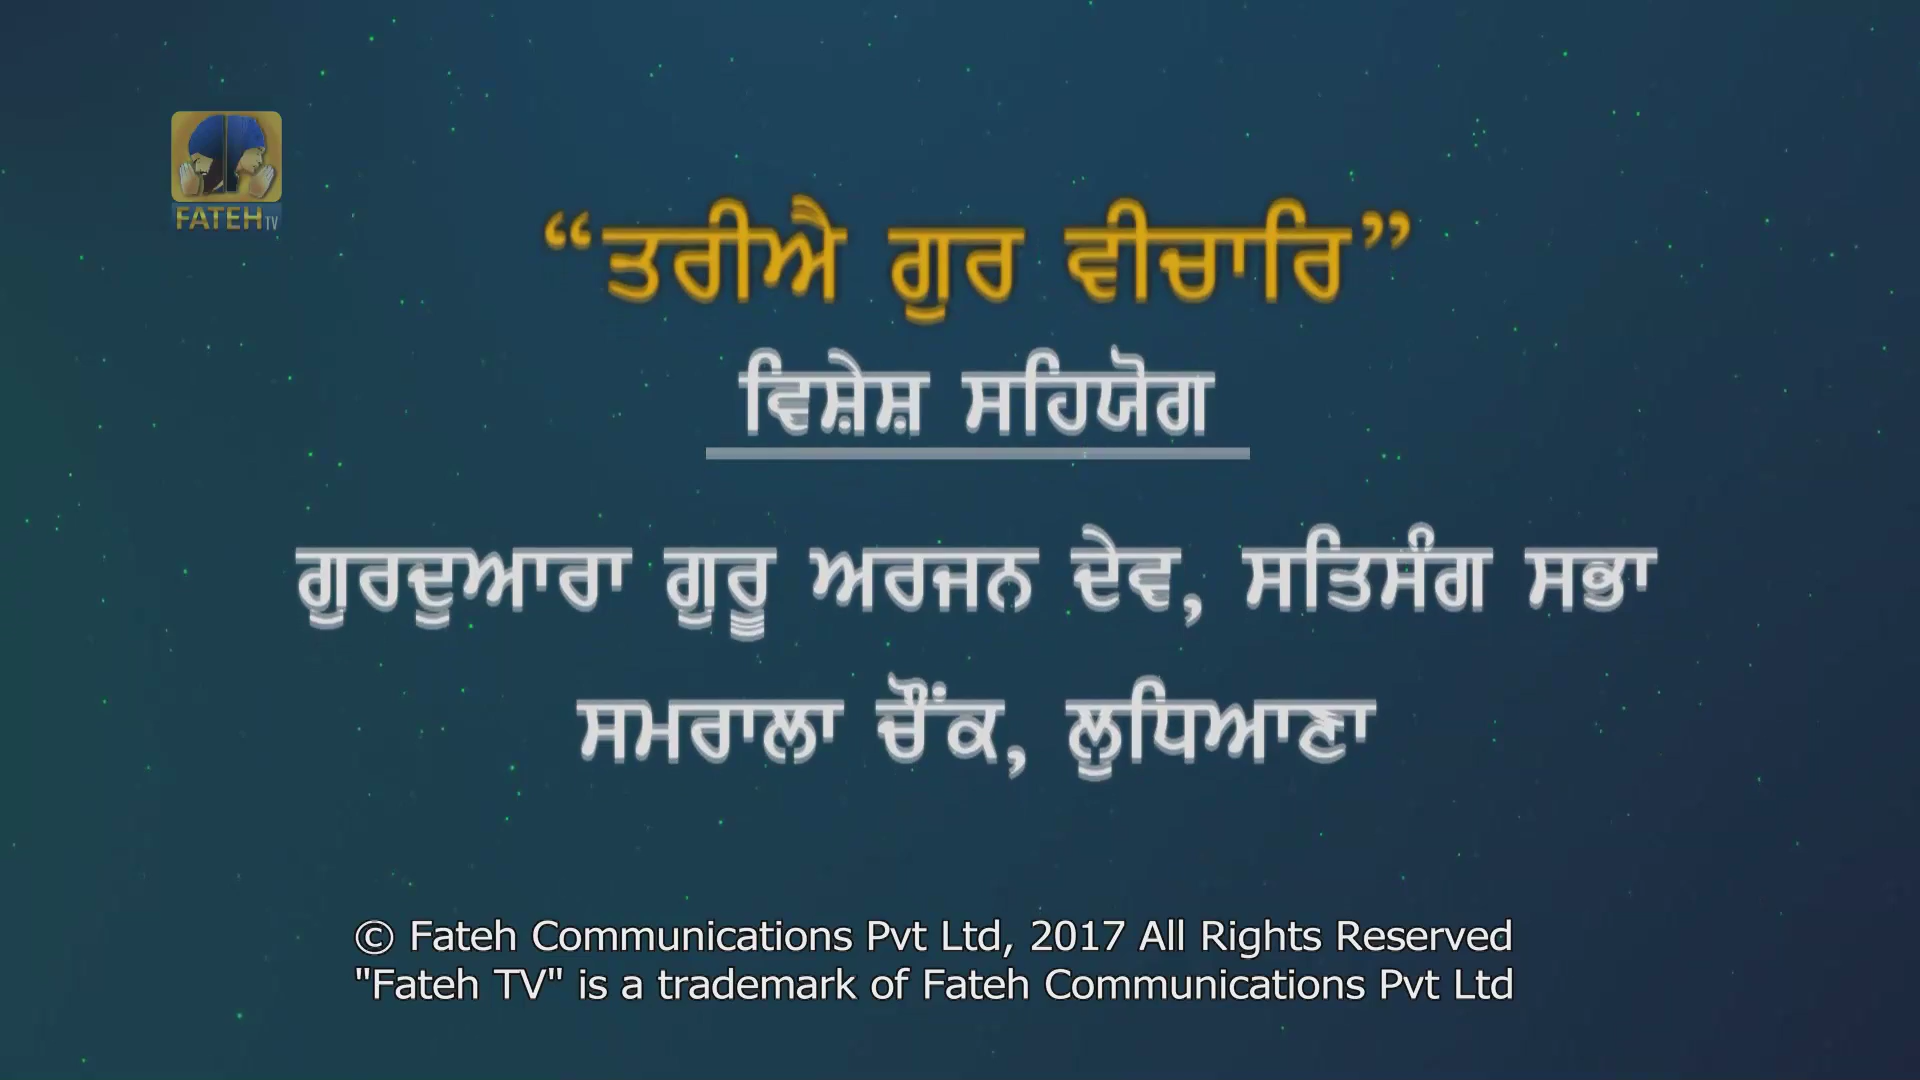 FATEH TV
“ਤਰੀਐ ਗੁਰ ਵੀਚਾਰਿ”
ਵਿਸ਼ੇਸ਼ ਸਹਿਯੋਗ
ਗੁਰਦੁਆਰਾ ਗੁਰੂ ਅਰਜਨ ਦੇਵ, ਸਤਿਸੰਗ ਸਭਾ
ਸਮਰਾਲਾ ਚੌਂਕ, ਲੁਧਿਆਣਾ
© Fateh Communications Pvt Ltd, 2017 All Rights Reserved
"Fateh TV" is a trademark of Fateh Communications Pvt Ltd